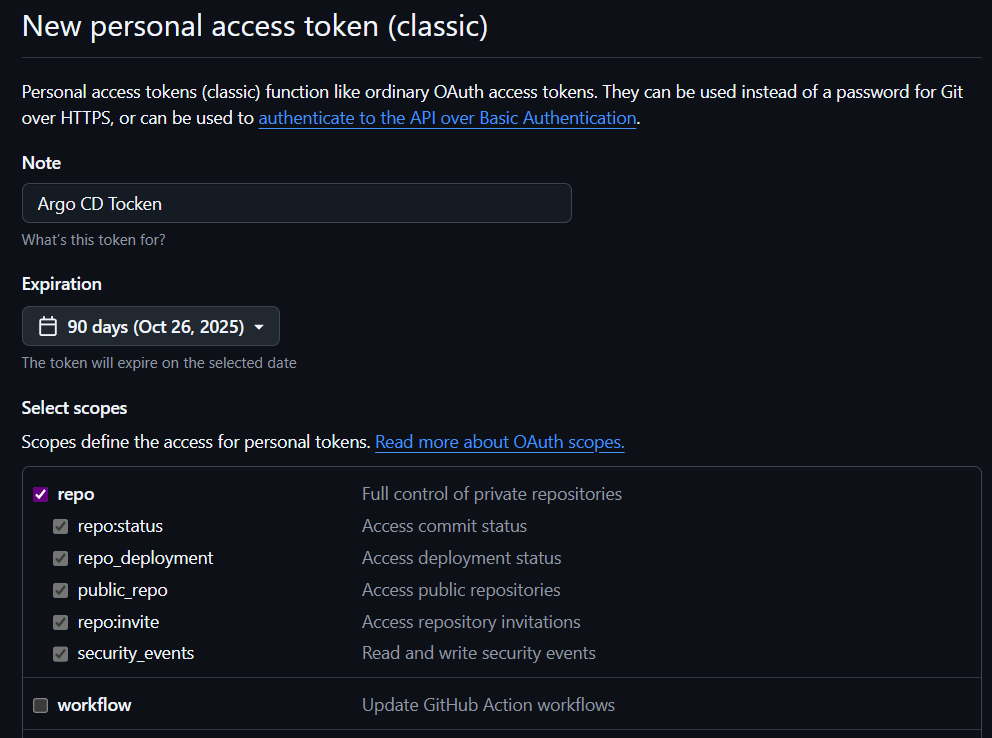 New personal access token (classic)
Personal access tokens (classic) function like ordinary OAuth access tokens. They can be used instead of a password for Git
over HTTPS, or can be used to authenticate to the API over Basic Authentication.
Note
Argo CD Tocken
What's this token for?
Expiration
90 days (Oct 26, 2025)
The token will expire on the selected date
Select scopes
Scopes define the access for personal tokens. Read more about OAuth scopes.
repo Full control of private repositories
repo:status Access commit status
repo_deployment Access deployment status
public_repo Access public repositories
repo:invite Access repository invitations
security_events Read and write security events
workflow Update GitHub Action workflows